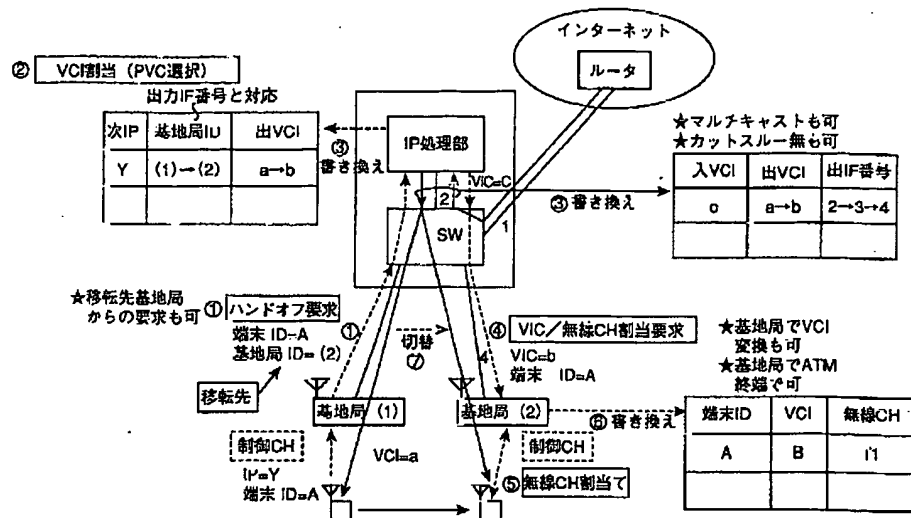 インターネット
ルータ
② VCI割当（PVC選択）
出力IF番号と対応
次IP 基地局ID 出VCI
Y (1)→(2) a→b
③
書き換え
IP処理部
VIC=C
2
1
SW
★マルチキャストも可
★カットスルー無も可
③書き換え
入VCI 出VCI 出IF番号
c a→b 2→3→4
★移転先基地局
からの要求も可
① ハンドオフ要求
端末 ID=A
基地局 ID=(2)
移転先
①
切替
⑦
4
④ VIC／無線CH割当要求
VIC=b
端末 ID=A
★基地局でVCI
変換も可
★基地局でATM
終端で可
基地局 (1)
基地局 (2)
⑥ 書き換え
端末ID VCI 無線CH
A B
制御CH
IP=Y
端末 ID=A
VCI=a
制御CH
⑤ 無線CH割当て